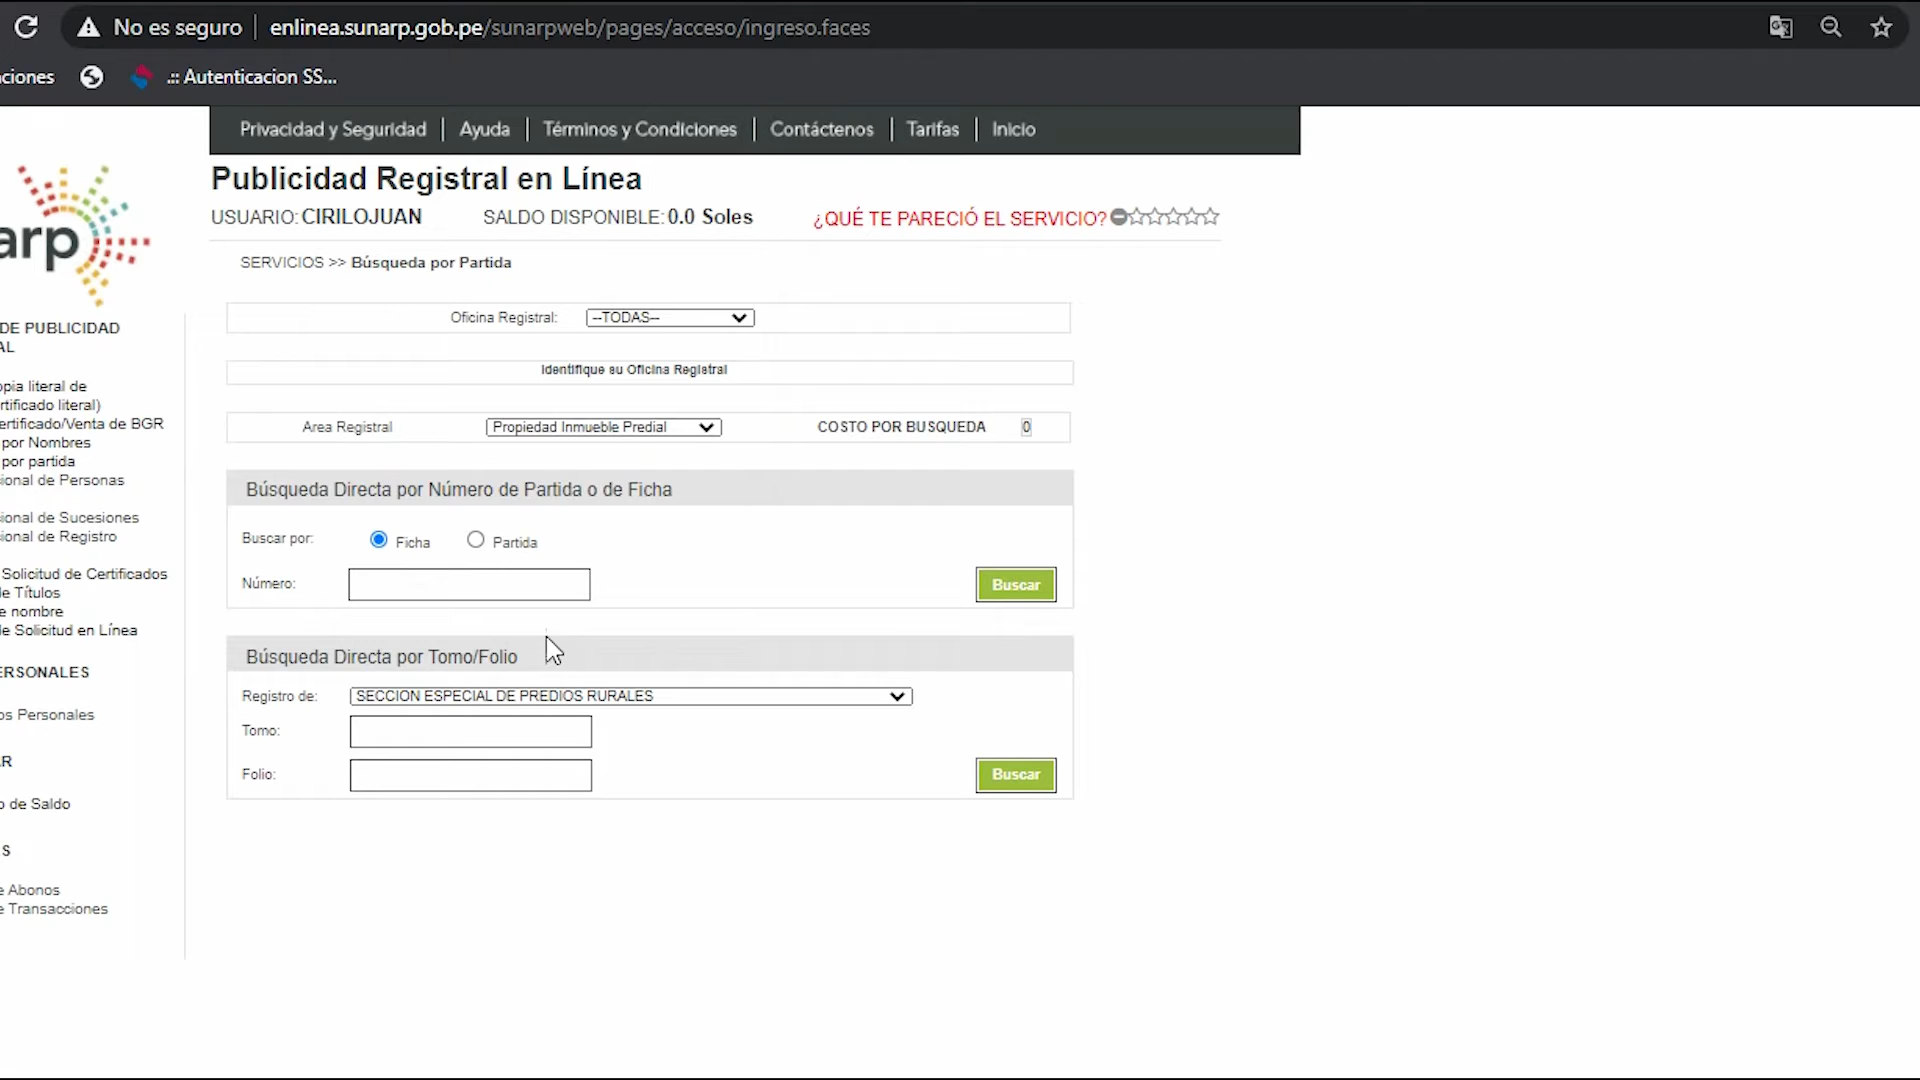 No es seguro enlinea.sunarp.gob.pe/sunarpweb/pages/acceso/ingreso.faces
ciones .:: Autenticacion SS...
Privacidad y Seguridad Ayuda Términos y Condiciones Contáctenos Tarifas Inicio
Publicidad Registral en Línea
USUARIO: CIRILOJUAN SALDO DISPONIBLE: 0.0 Soles ¿QUÉ TE PARECIÓ EL SERVICIO?
arp
SERVICIOS >> Búsqueda por Partida
Oficina Registral: --TODAS--
Identifique su Oficina Registral
Area Registral Propiedad Inmueble Predial COSTO POR BUSQUEDA 0
Búsqueda Directa por Número de Partida o de Ficha
Buscar por: Ficha Partida
Número: Buscar
Búsqueda Directa por Tomo/Folio
Registro de: SECCION ESPECIAL DE PREDIOS RURALES
Tomo:
Folio: Buscar
DE PUBLICIDAD
AL
opia literal de
rtificado literal)
ertificado/Venta de BGR
por Nombres
por partida
ional de Personas
ional de Sucesiones
ional de Registro
Solicitud de Certificados
de Títulos
e nombre
de Solicitud en Línea
ERSONALES
os Personales
R
o de Saldo
S
e Abonos
e Transacciones